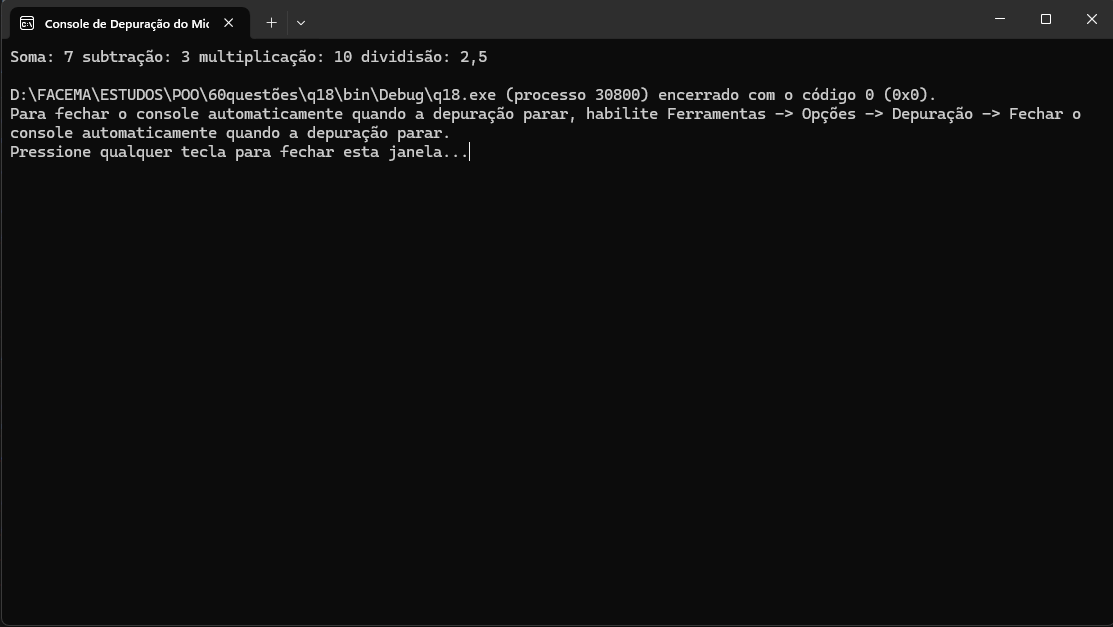 Console de Depuração do Mic
Soma: 7 subtração: 3 multiplicação: 10 dividisão: 2,5
D:\FACEMA\ESTUDOS\POO\60questões\q18\bin\Debug\q18.exe (processo 30800) encerrado com o código 0 (0x0).
Para fechar o console automaticamente quando a depuração parar, habilite Ferramentas -> Opções -> Depuração -> Fechar o
console automaticamente quando a depuração parar.
Pressione qualquer tecla para fechar esta janela...